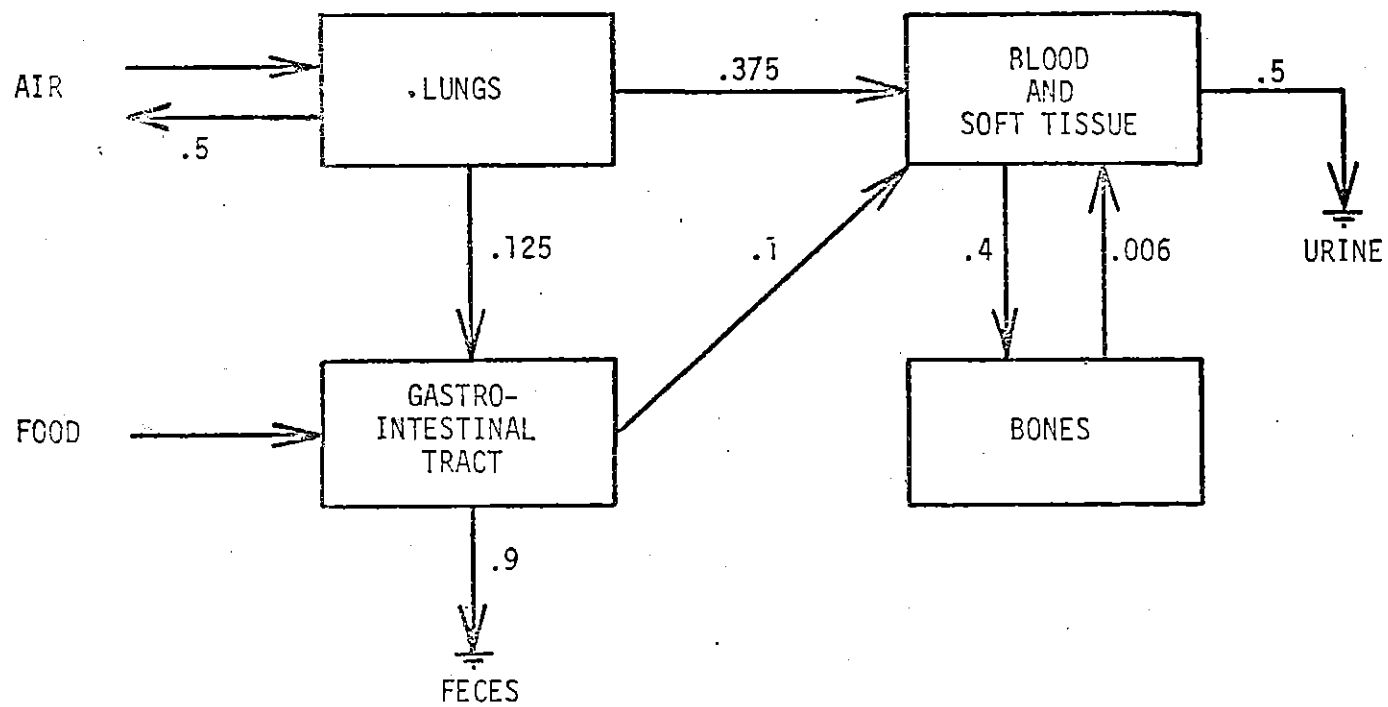 AIR
.5
LUNGS
.375
BLOOD
AND
SOFT TISSUE
.5
URINE
.125
.1
.4
.006
FOOD
GASTRO-
INTESTINAL
TRACT
BONES
.9
FECES